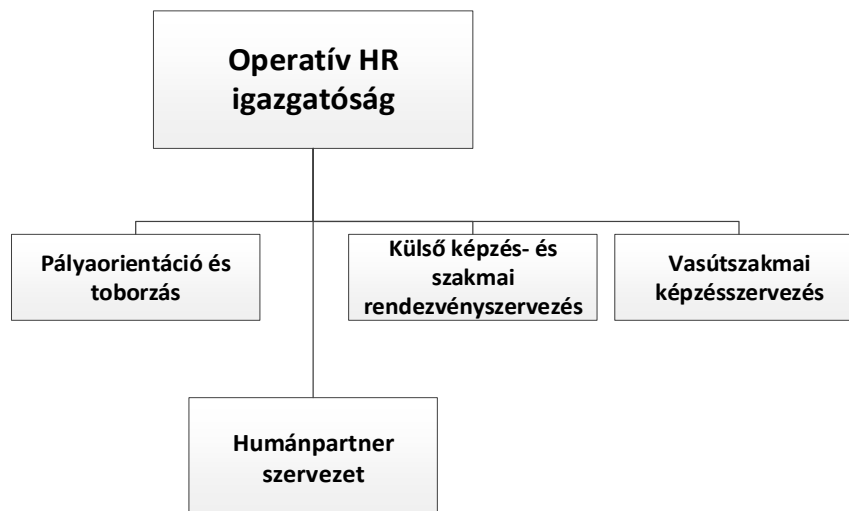 Operatív HR
igazgatóság
Pályaorientáció és
toborzás
Külső képzés- és
szakmai
rendezvényszervezés
Vasútszakmai
képzésszervezés
Humánpartner
szervezet